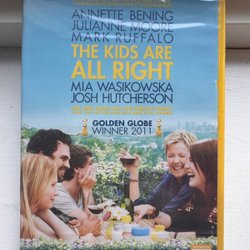 ANNETTE BENING
JULIANNE MOORE
MARK RUFFALO
THE KIDS ARE
ALL RIGHT
MIA WASIKOWSKA
JOSH HUTCHERSON
GOLDEN GLOBE
WINNER 2011